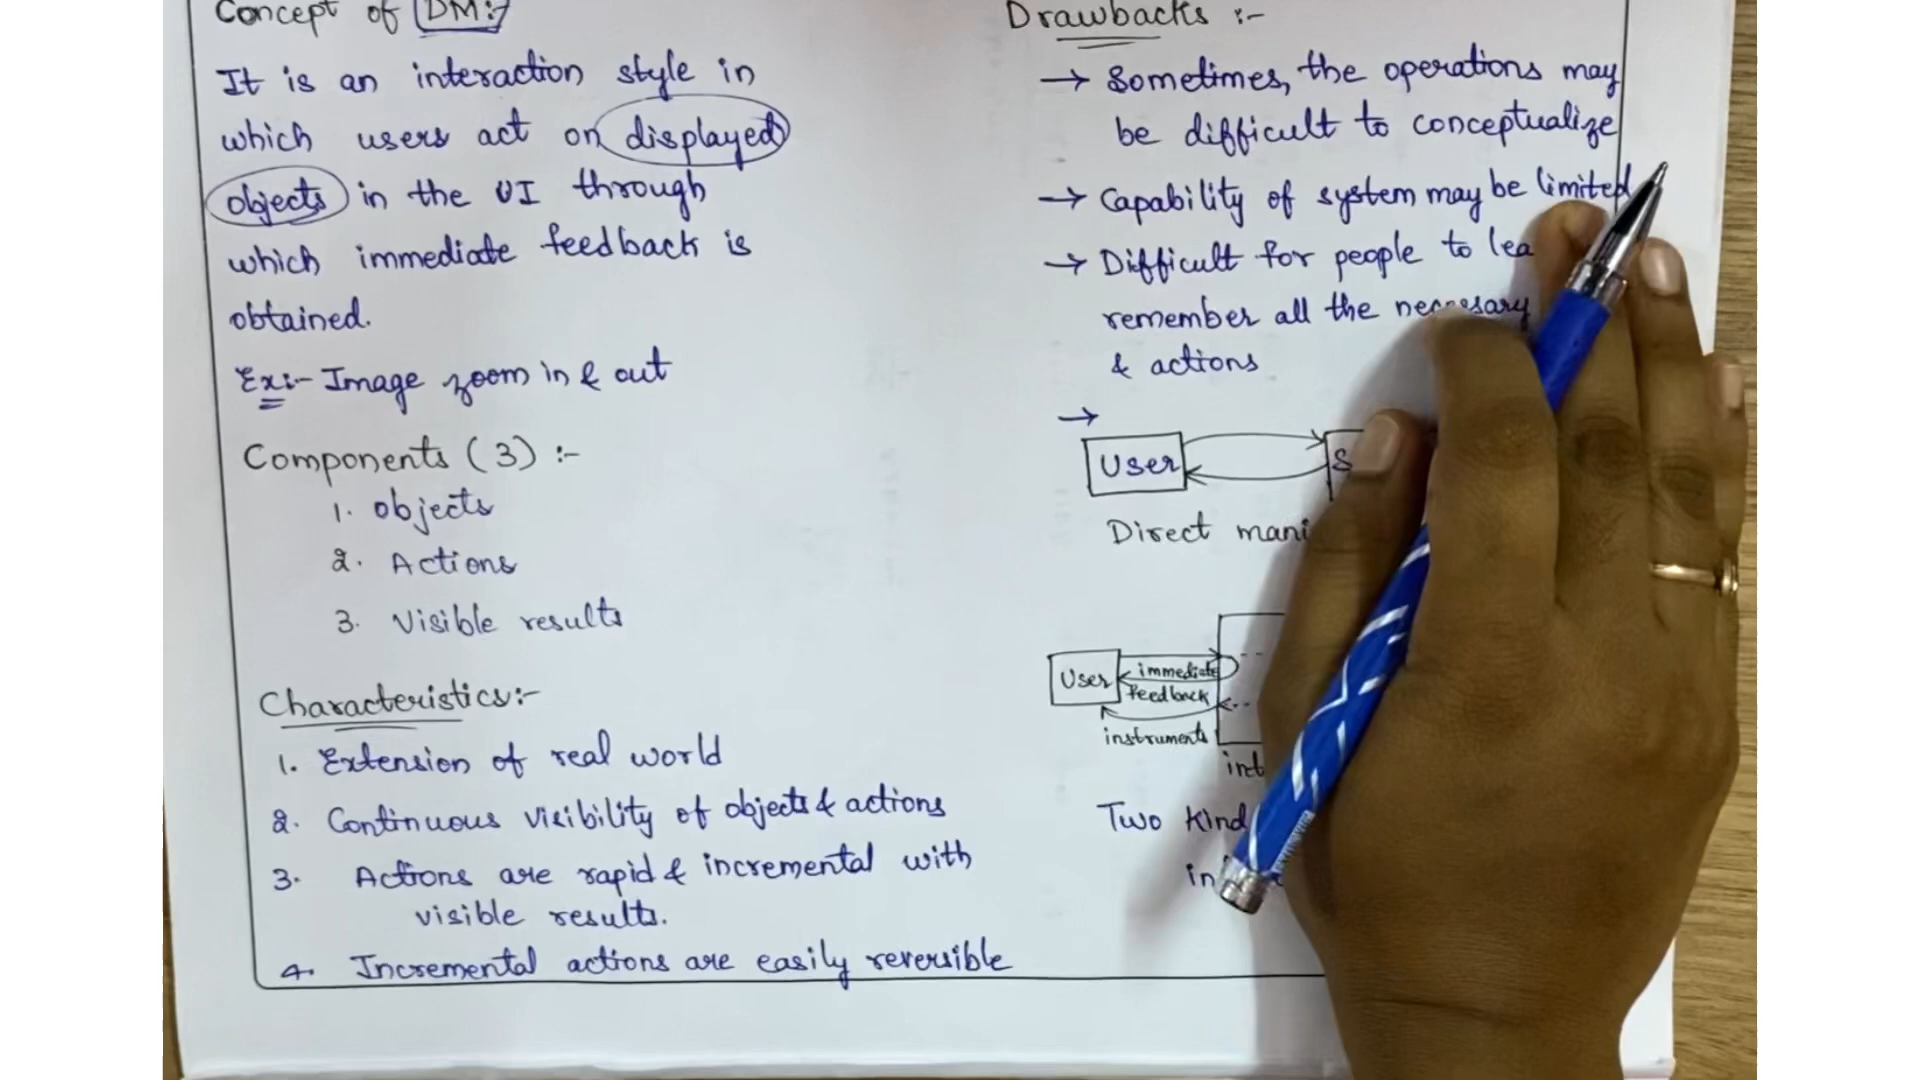 Concept of DM:-
It is an interaction style in
which users act on displayed
objects in the UI through
which immediate feedback is
obtained.
Ex:- Image zoom in & out
Components (3) :-
1. Objects
2. Actions
3. Visible results
Characteristics:-
1. Extension of real world
2. Continuous visibility of objects & actions
3. Actions are rapid & incremental with
visible results.
4. Incremental actions are easily reversible
Drawbacks :-
→ Sometimes, the operations may
be difficult to conceptualize
→ Capability of system may be limited
→ Difficult for people to
remember all the necessary
& actions
→
User
Direct
User
immediate
feedback
instruments
Two